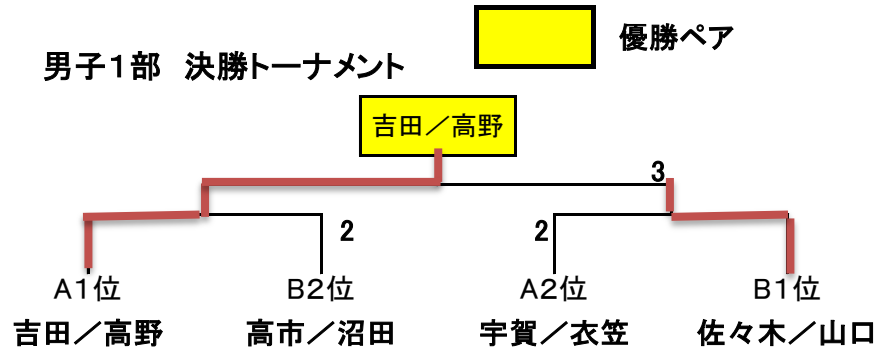 優勝ペア
男子１部　決勝トーナメント
吉田／高野
3
2
2
A1位
B2位
A2位
B1位
吉田／高野
高市／沼田
宇賀／衣笠
佐々木／山口